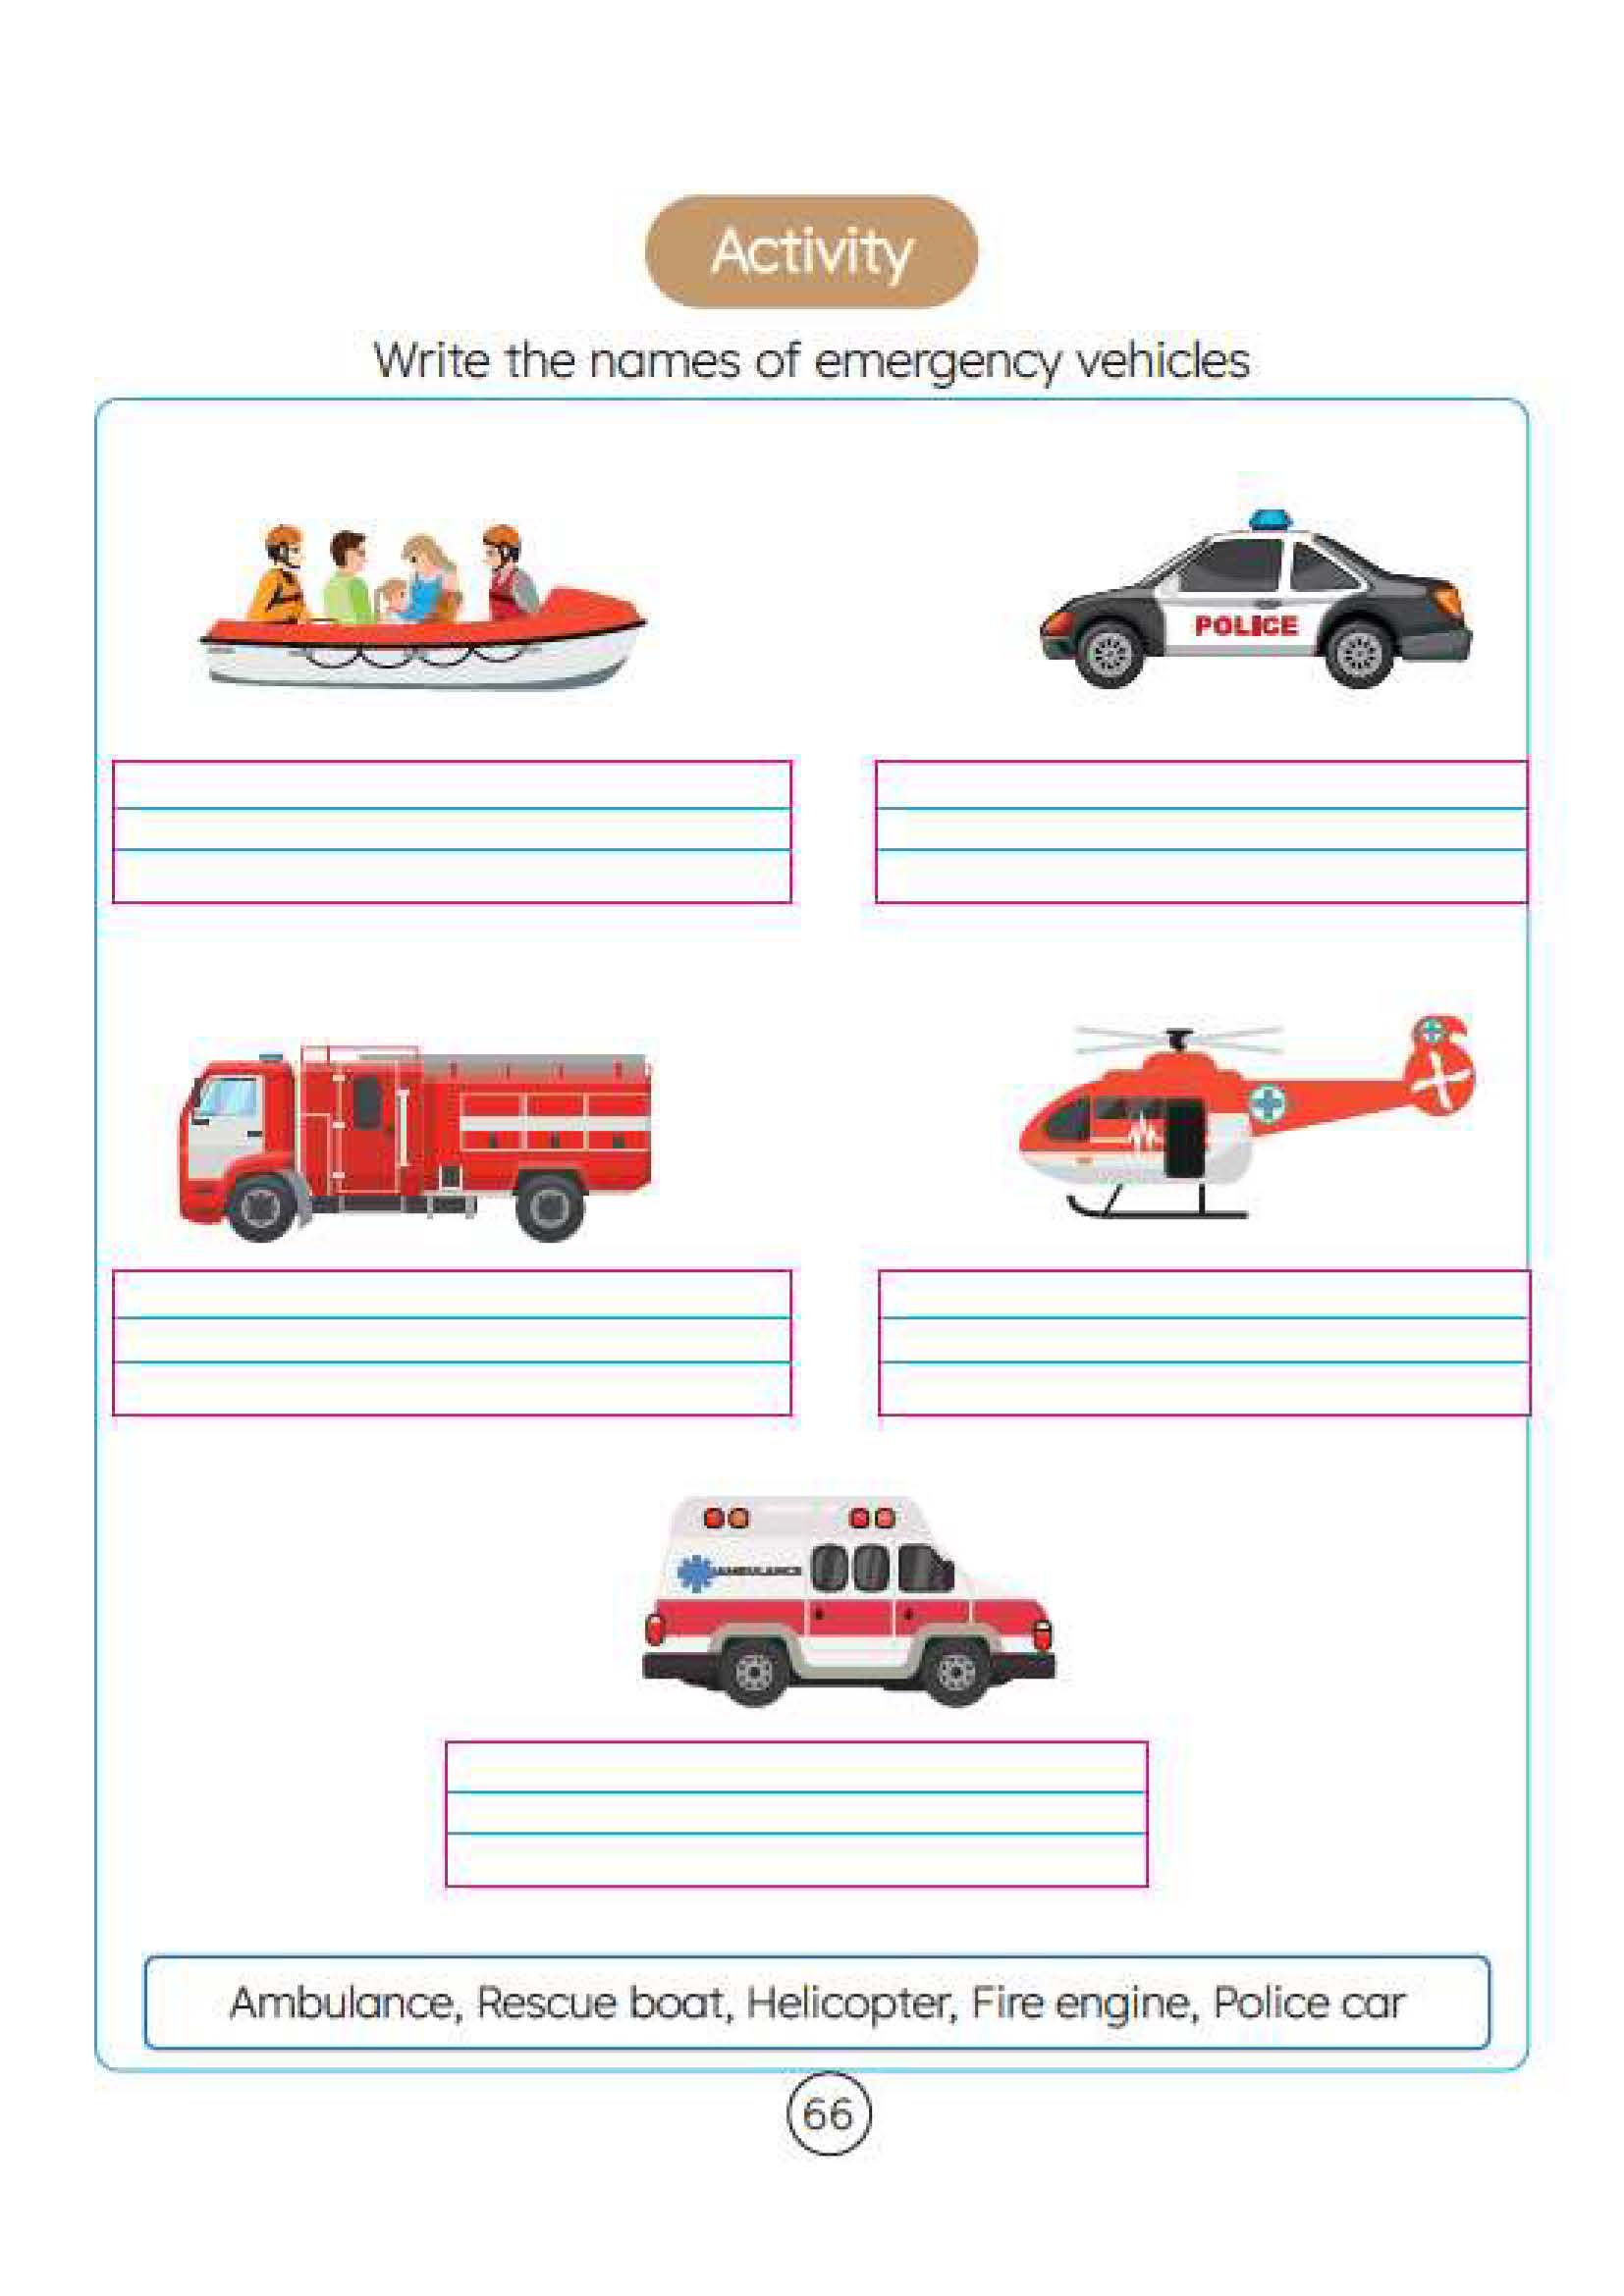 Activity
Write the names of emergency vehicles
POLICE
AMBULANCE
Ambulance, Rescue boat, Helicopter, Fire engine, Police car
66